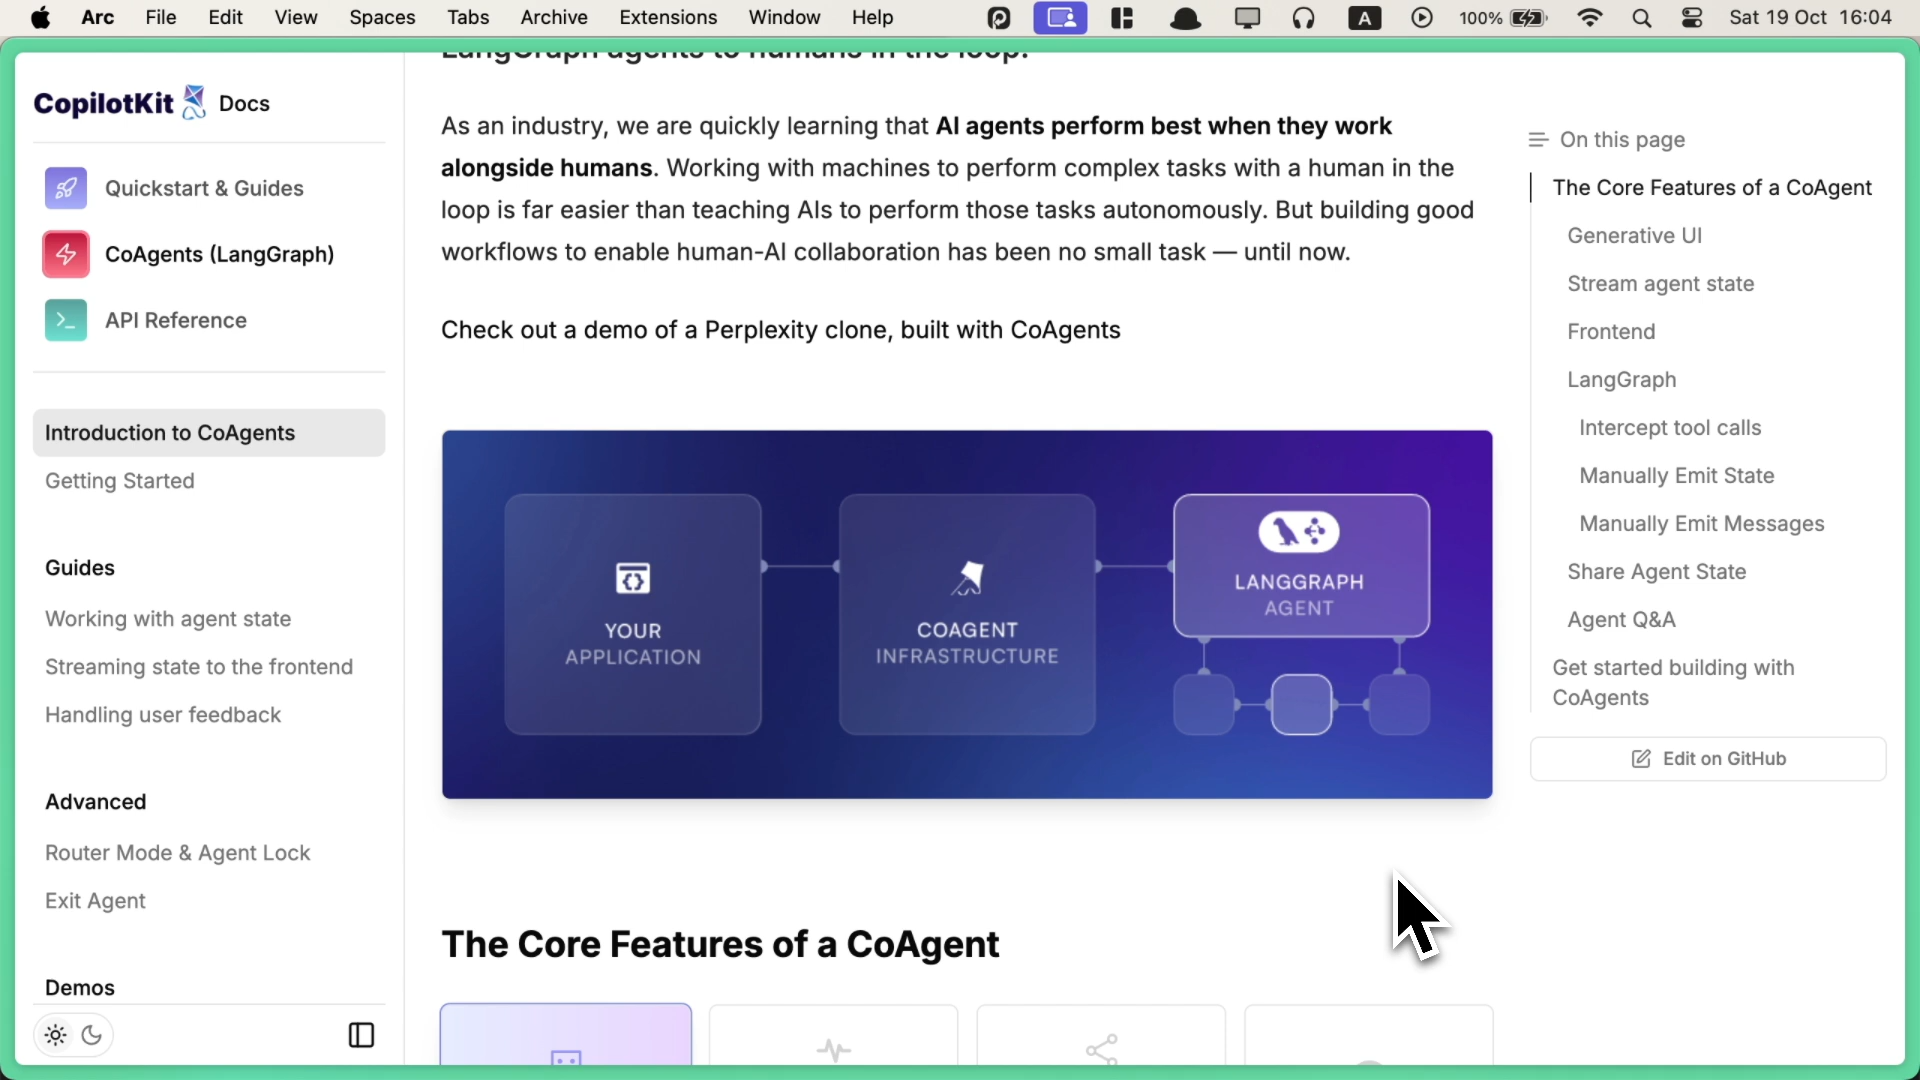 Arc File Edit View Spaces Tabs Archive Extensions Window Help A 100% Sat 19 Oct 16:04
CopilotKit Docs
Quickstart & Guides
CoAgents (LangGraph)
API Reference
Introduction to CoAgents
Getting Started
Guides
Working with agent state
Streaming state to the frontend
Handling user feedback
Advanced
Router Mode & Agent Lock
Exit Agent
Demos
LangGraph agents to humans in the loop.
As an industry, we are quickly learning that AI agents perform best when they work
alongside humans. Working with machines to perform complex tasks with a human in the
loop is far easier than teaching AIs to perform those tasks autonomously. But building good
workflows to enable human-AI collaboration has been no small task — until now.
Check out a demo of a Perplexity clone, built with CoAgents
YOUR
APPLICATION
COAGENT
INFRASTRUCTURE
LANGGRAPH
AGENT
The Core Features of a CoAgent
On this page
The Core Features of a CoAgent
Generative UI
Stream agent state
Frontend
LangGraph
Intercept tool calls
Manually Emit State
Manually Emit Messages
Share Agent State
Agent Q&A
Get started building with
CoAgents
Edit on GitHub